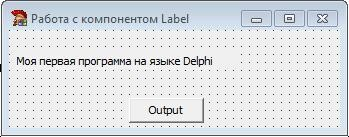 Работа с компонентом Label
Моя первая программа на языке Delphi
Output